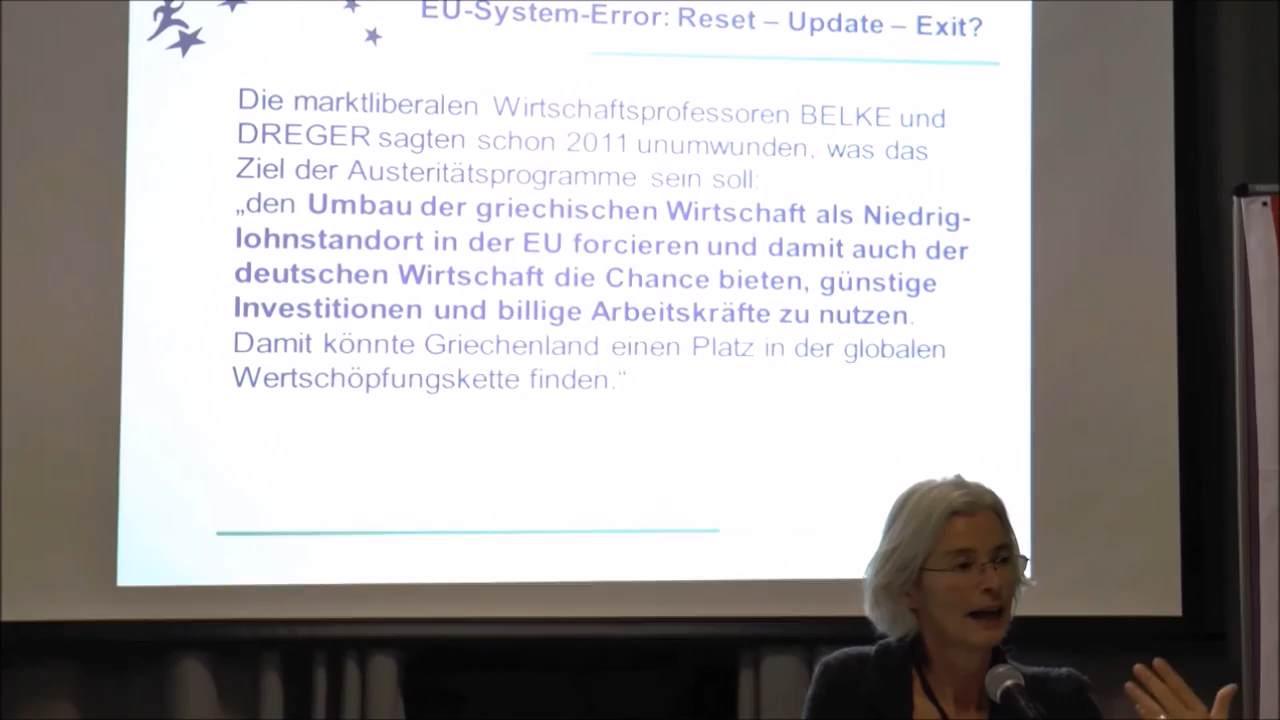 EU-System-Error: Reset – Update – Exit?
Die marktliberalen Wirtschaftsprofessoren BELKE und
DREGER sagten schon 2011 unumwunden, was das
Ziel der Austeritätsprogramme sein soll:
„den Umbau der griechischen Wirtschaft als Niedrig-
lohnstandort in der EU forcieren und damit auch der
deutschen Wirtschaft die Chance bieten, günstige
Investitionen und billige Arbeitskräfte zu nutzen.
Damit könnte Griechenland einen Platz in der globalen
Wertschöpfungskette finden.“